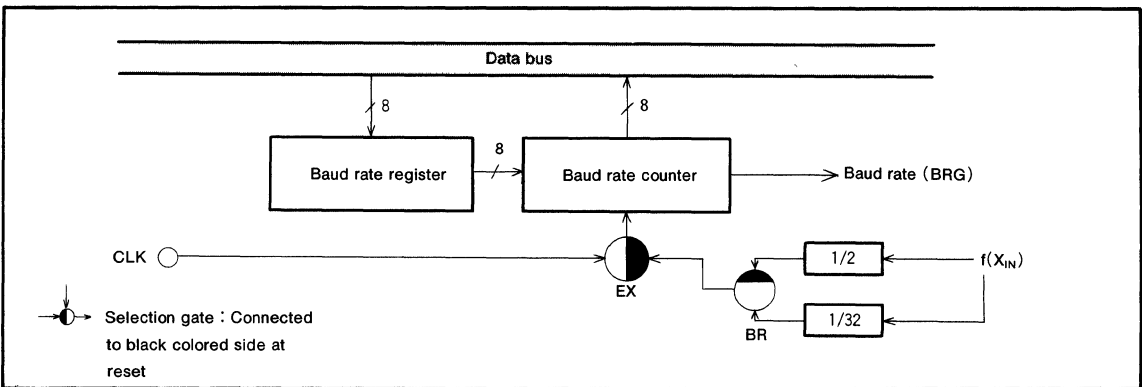 Data bus
8
8
Baud rate register
8
Baud rate counter
Baud rate (BRG)
CLK
EX
1/2
f(XIN)
BR
1/32
Selection gate : Connected
to black colored side at
reset